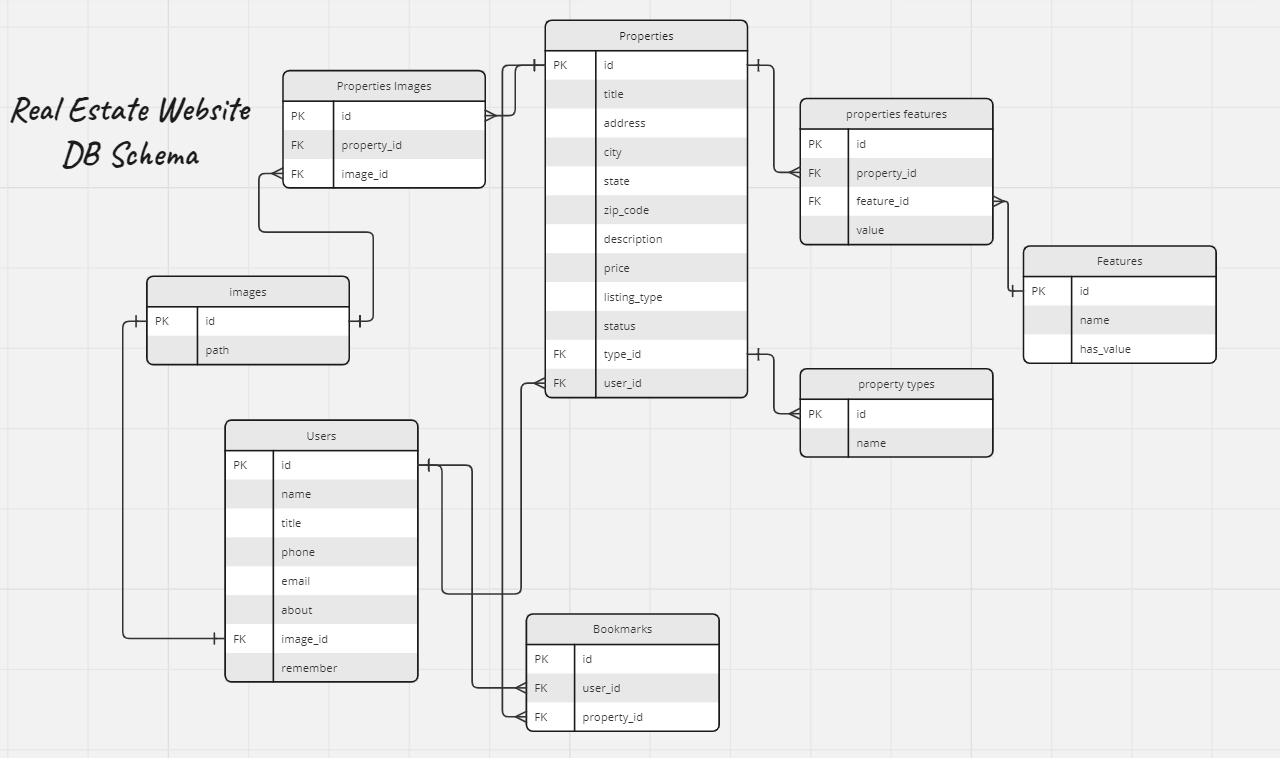 Real Estate Website
DB Schema
Properties Images
PK id
FK property_id
FK image_id
images
PK id
path
Users
PK id
name
title
phone
email
about
FK image_id
remember
Properties
PK id
title
address
city
state
zip_code
description
price
listing_type
status
FK type_id
FK user_id
Bookmarks
PK id
FK user_id
FK property_id
properties features
PK id
FK property_id
FK feature_id
value
property types
PK id
name
Features
PK id
name
has_value